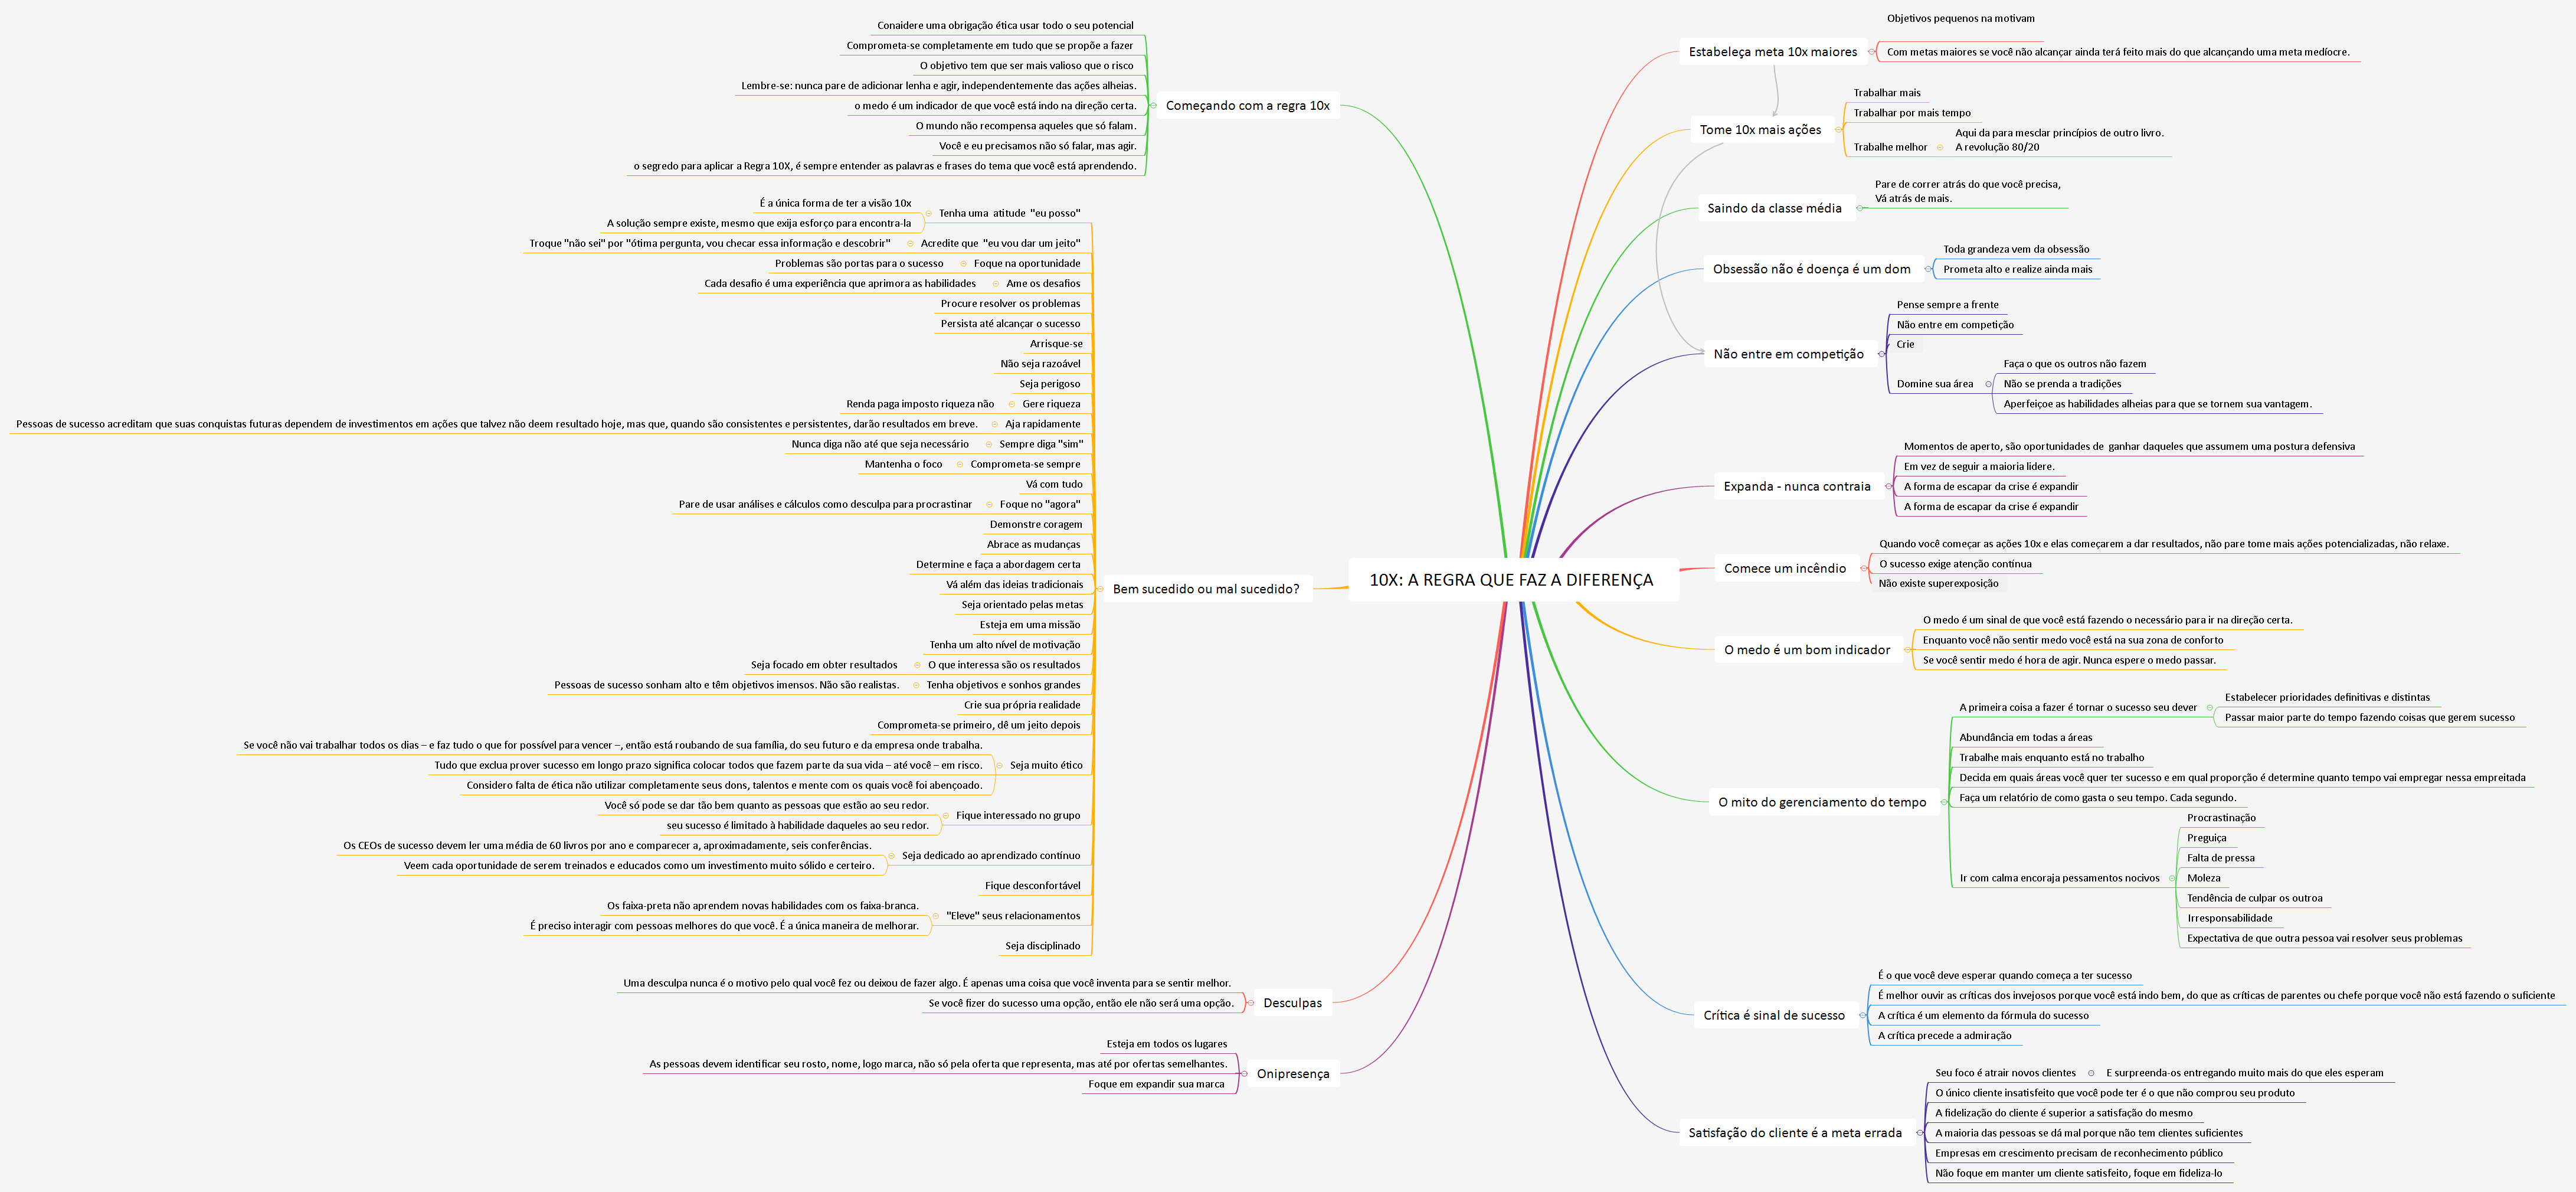 10X: A REGRA QUE FAZ A DIFERENÇA
Estabeleça meta 10x maiores
Objetivos pequenos na motivam
Com metas maiores se você não alcançar ainda terá feito mais do que alcançando uma meta medíocre.
Tome 10x mais ações
Trabalhar mais
Trabalhar por mais tempo
Trabalhe melhor
Aqui da para mesclar princípios de outro livro.
A revolução 80/20
Saindo da classe média
Pare de correr atrás do que você precisa,
Vá atrás de mais.
Obsessão não é doença é um dom
Toda grandeza vem da obsessão
Prometa alto e realize ainda mais
Não entre em competição
Pense sempre a frente
Não entre em competição
Crie
Domine sua área
Faça o que os outros não fazem
Não se prenda a tradições
Aperfeiçoe as habilidades alheias para que se tornem sua vantagem.
Expanda - nunca contraia
Momentos de aperto, são oportunidades de  ganhar daqueles que assumem uma postura defensiva
Em vez de seguir a maioria lidere.
A forma de escapar da crise é expandir
A forma de escapar da crise é expandir
Comece um incêndio
Quando você começar as ações 10x e elas começarem a dar resultados, não pare tome mais ações potencializadas, não relaxe.
O sucesso exige atenção contínua
Não existe superexposição
O medo é um bom indicador
O medo é um sinal de que você está fazendo o necessário para ir na direção certa.
Enquanto você não sentir medo você está na sua zona de conforto
Se você sentir medo é hora de agir. Nunca espere o medo passar.
O mito do gerenciamento do tempo
A primeira coisa a fazer é tornar o sucesso seu dever
Estabelecer prioridades definitivas e distintas
Passar maior parte do tempo fazendo coisas que gerem sucesso
Abundância em todas a áreas
Trabalhe mais enquanto está no trabalho
Decida em quais áreas você quer ter sucesso e em qual proporção é determine quanto tempo vai empregar nessa empreitada
Faça um relatório de como gasta o seu tempo. Cada segundo.
Ir com calma encoraja pessamentos nocivos
Procrastinação
Preguiça
Falta de pressa
Moleza
Tendência de culpar os outroa
Irresponsabilidade
Expectativa de que outra pessoa vai resolver seus problemas
Crítica é sinal de sucesso
É o que você deve esperar quando começa a ter sucesso
É melhor ouvir as críticas dos invejosos porque você está indo bem, do que as críticas de parentes ou chefe porque você não está fazendo o suficiente
A crítica é um elemento da fórmula do sucesso
A crítica precede a admiração
Satisfação do cliente é a meta errada
Seu foco é atrair novos clientes
E surpreenda-os entregando muito mais do que eles esperam
O único cliente insatisfeito que você pode ter é o que não comprou seu produto
A fidelização do cliente é superior a satisfação do mesmo
A maioria das pessoas se dá mal porque não tem clientes suficientes
Empresas em crescimento precisam de reconhecimento público
Não foque em manter um cliente satisfeito, foque em fideliza-lo
Começando com a regra 10x
Conaidere uma obrigação ética usar todo o seu potencial
Comprometa-se completamente em tudo que se propõe a fazer
O objetivo tem que ser mais valioso que o risco
Lembre-se: nunca pare de adicionar lenha e agir, independentemente das ações alheias.
o medo é um indicador de que você está indo na direção certa.
O mundo não recompensa aqueles que só falam.
Você e eu precisamos não só falar, mas agir.
o segredo para aplicar a Regra 10X, é sempre entender as palavras e frases do tema que você está aprendendo.
Bem sucedido ou mal sucedido?
Tenha uma  atitude  "eu posso"
É a única forma de ter a visão 10x
A solução sempre existe, mesmo que exija esforço para encontra-la
Acredite que  "eu vou dar um jeito"
Troque "não sei" por "ótima pergunta, vou checar essa informação e descobrir"
Foque na oportunidade
Problemas são portas para o sucesso
Ame os desafios
Cada desafio é uma experiência que aprimora as habilidades
Procure resolver os problemas
Persista até alcançar o sucesso
Arrisque-se
Não seja razoável
Seja perigoso
Gere riqueza
Renda paga imposto riqueza não
Aja rapidamente
Pessoas de sucesso acreditam que suas conquistas futuras dependem de investimentos em ações que talvez não deem resultado hoje, mas que, quando são consistentes e persistentes, darão resultados em breve.
Sempre diga "sim"
Nunca diga não até que seja necessário
Comprometa-se sempre
Mantenha o foco
Vá com tudo
Foque no "agora"
Pare de usar análises e cálculos como desculpa para procrastinar
Demonstre coragem
Abrace as mudanças
Determine e faça a abordagem certa
Vá além das ideias tradicionais
Seja orientado pelas metas
Esteja em uma missão
Tenha um alto nível de motivação
O que interessa são os resultados
Seja focado em obter resultados
Tenha objetivos e sonhos grandes
Pessoas de sucesso sonham alto e têm objetivos imensos. Não são realistas.
Crie sua própria realidade
Comprometa-se primeiro, dê um jeito depois
Seja muito ético
Se você não vai trabalhar todos os dias – e faz tudo o que for possível para vencer –, então está roubando de sua família, do seu futuro e da empresa onde trabalha.
Tudo que exclua prover sucesso em longo prazo significa colocar todos que fazem parte da sua vida – até você – em risco.
Considero falta de ética não utilizar completamente seus dons, talentos e mente com os quais você foi abençoado.
Fique interessado no grupo
Você só pode se dar tão bem quanto as pessoas que estão ao seu redor.
seu sucesso é limitado à habilidade daqueles ao seu redor.
Seja dedicado ao aprendizado contínuo
Os CEOs de sucesso devem ler uma média de 60 livros por ano e comparecer a, aproximadamente, seis conferências.
Veem cada oportunidade de serem treinados e educados como um investimento muito sólido e certeiro.
Fique desconfortável
"Eleve" seus relacionamentos
Os faixa-preta não aprendem novas habilidades com os faixa-branca.
É preciso interagir com pessoas melhores do que você. É a única maneira de melhorar.
Seja disciplinado
Desculpas
Uma desculpa nunca é o motivo pelo qual você fez ou deixou de fazer algo. É apenas uma coisa que você inventa para se sentir melhor.
Se você fizer do sucesso uma opção, então ele não será uma opção.
Onipresença
Esteja em todos os lugares
As pessoas devem identificar seu rosto, nome, logo marca, não só pela oferta que representa, mas até por ofertas semelhantes.
Foque em expandir sua marca